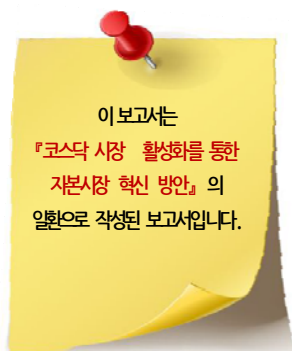 이 보고서는
『코스닥 시장 활성화를 통한
자본시장 혁신 방안』의
일환으로 작성된 보고서입니다.